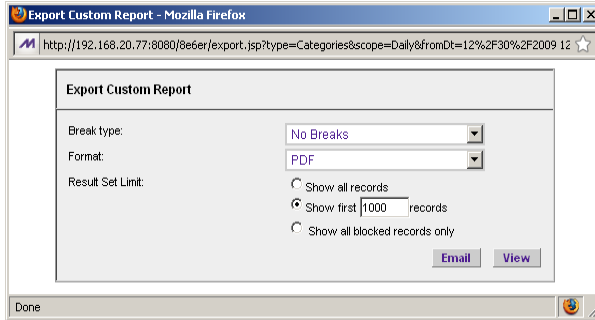 Export Custom Report - Mozilla Firefox
http://192.168.20.77:8080/8e6er/export.jsp?type=Categories&scope=Daily&fromDt=12%2F30%2F2009 12
Export Custom Report
Break type: No Breaks
Format: PDF
Result Set Limit: Show all records
Show first 1000 records
Show all blocked records only
Email View
Done